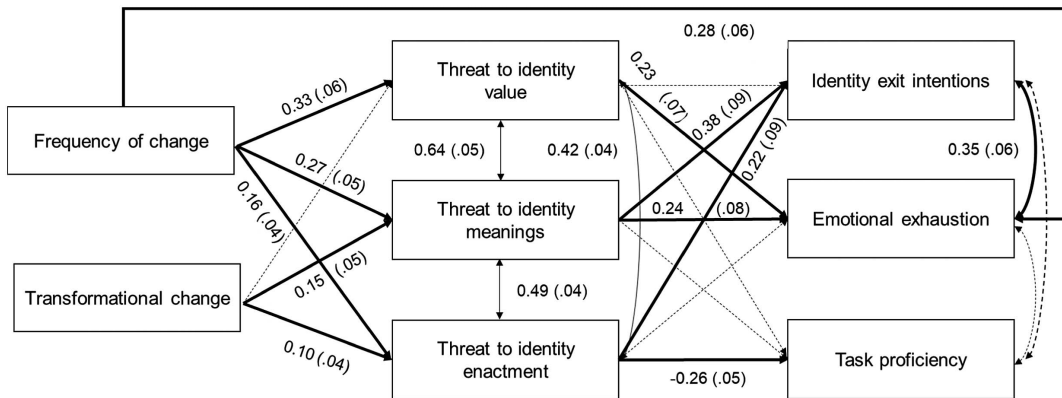 0.28 (.06)
Threat to identity
value
Identity exit intentions
0.33 (.06)
0.23
(.07)
0.38 (.09)
Frequency of change
0.64 (.05)
0.42 (.04)
0.22 (.09)
0.35 (.06)
0.27 (.05)
0.16 (.04)
Threat to identity
meanings
0.24 (.08)
Emotional exhaustion
Transformational change
0.15 (.05)
0.49 (.04)
0.10 (.04)
Threat to identity
enactment
-0.26 (.05)
Task proficiency